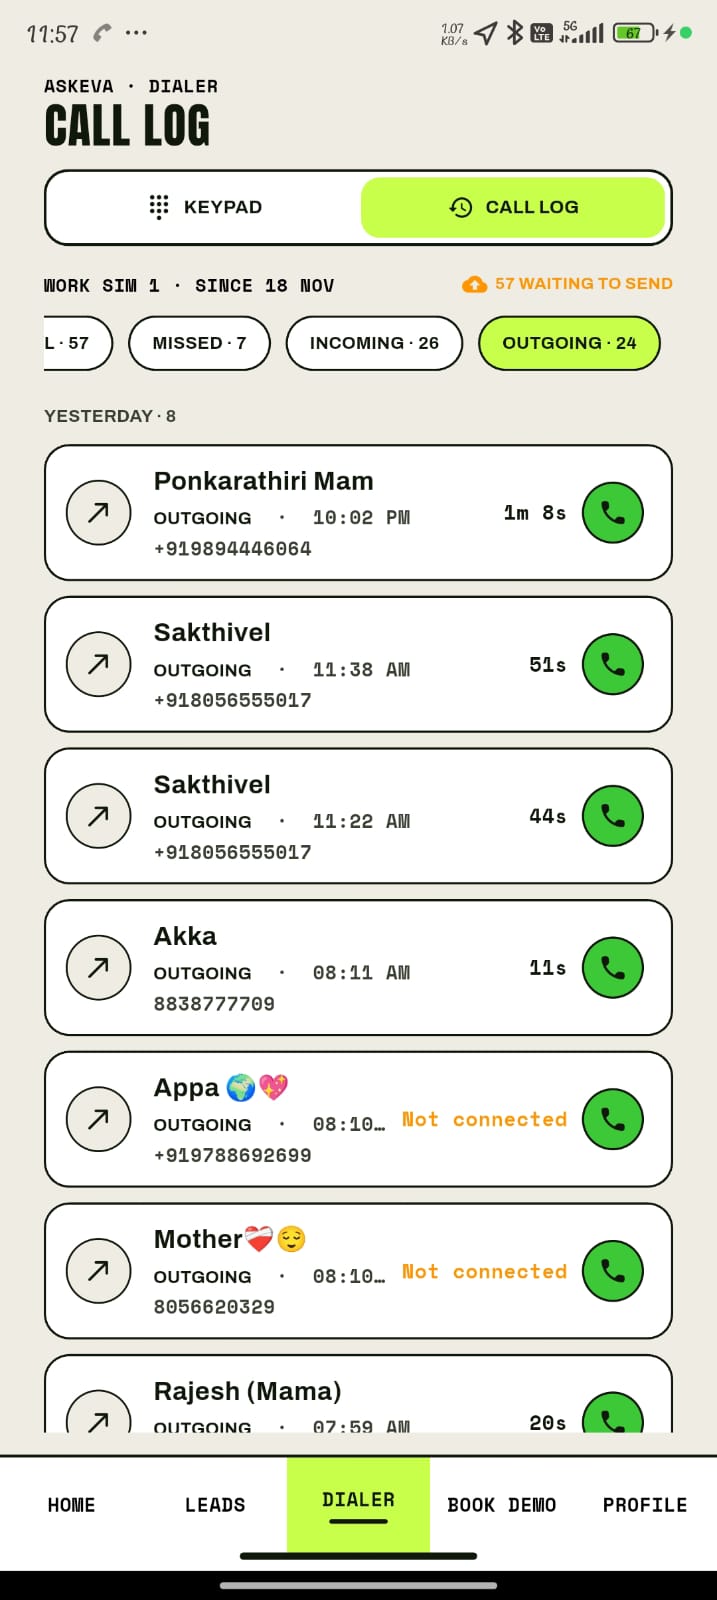 11:57
1.07 KB/s
Vo LTE
5G
67
ASKEVA · DIALER
CALL LOG
KEYPAD
CALL LOG
WORK SIM 1 · SINCE 18 NOV
57 WAITING TO SEND
L · 57
MISSED · 7
INCOMING · 26
OUTGOING · 24
YESTERDAY · 8
Ponkarathiri Mam
OUTGOING · 10:02 PM
1m 8s
+919894446064
Sakthivel
OUTGOING · 11:38 AM
51s
+918056555017
Sakthivel
OUTGOING · 11:22 AM
44s
+918056555017
Akka
OUTGOING · 08:11 AM
11s
8838777709
Appa 🌍💖
OUTGOING · 08:10…
Not connected
+919788692699
Mother❤️‍🩹😌
OUTGOING · 08:10…
Not connected
8056620329
Rajesh (Mama)
OUTGOING · 07:59 AM
20s
HOME
LEADS
DIALER
BOOK DEMO
PROFILE